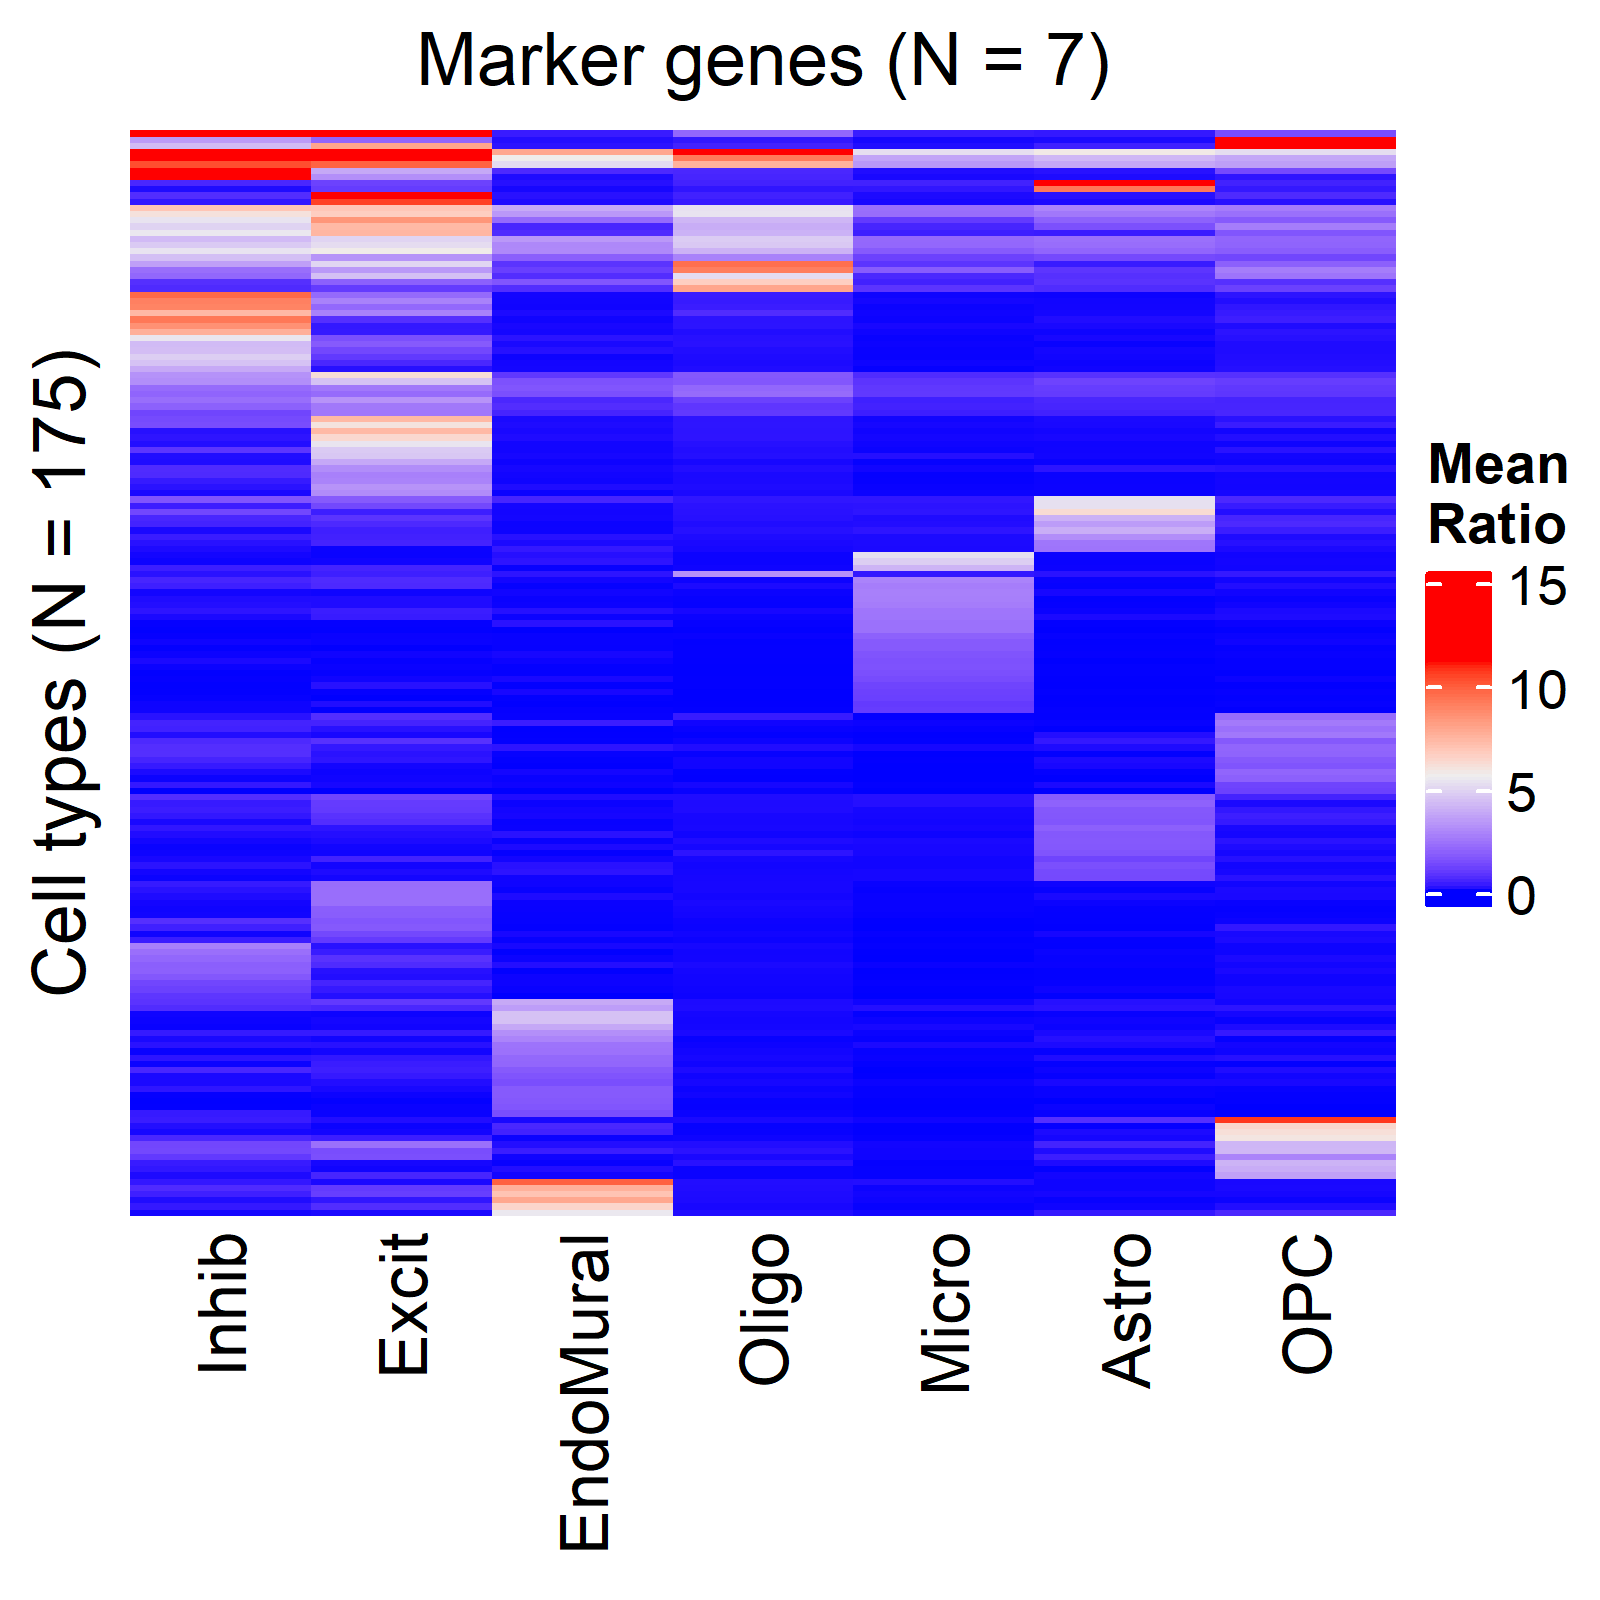 Marker genes (N = 7)
Cell types (N = 175)
Mean
Ratio
15
10
5
0
Inhib
Excit
EndoMural
Oligo
Micro
Astro
OPC